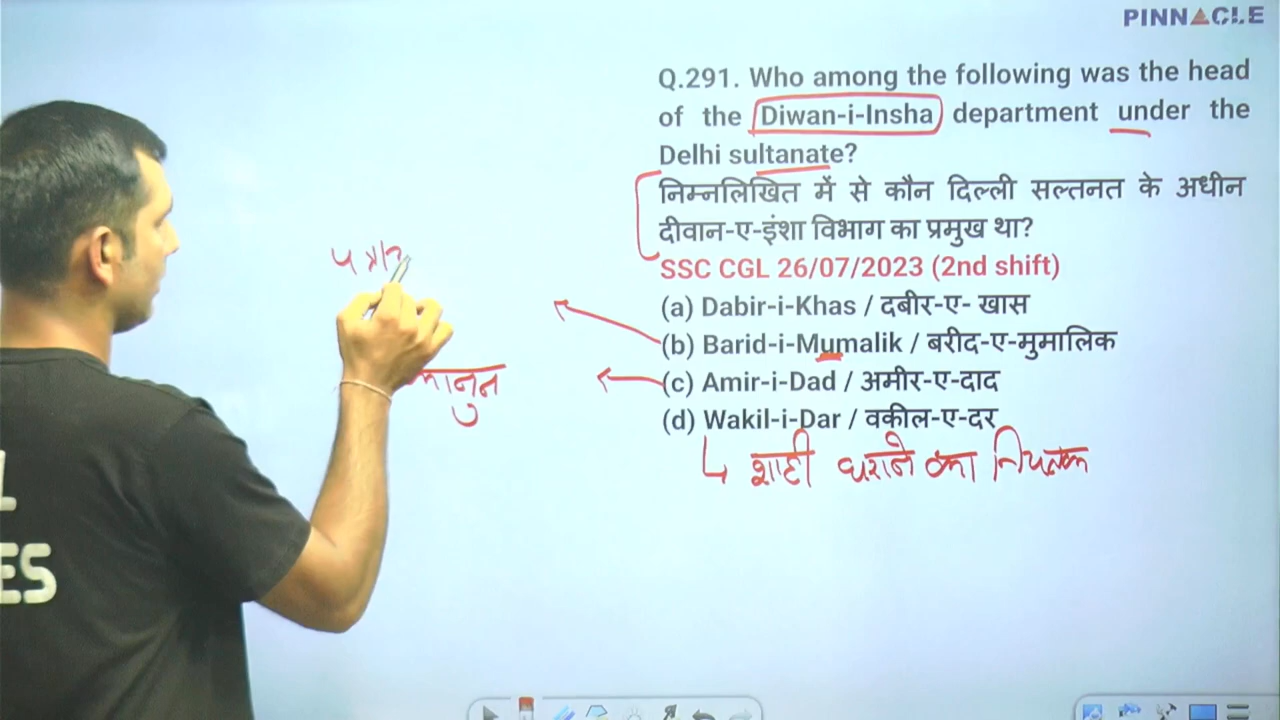 PINNACLE
Q.291. Who among the following was the head
of the Diwan-i-Insha department under the
Delhi sultanate?
निम्नलिखित में से कौन दिल्ली सल्तनत के अधीन
दीवान-ए-इंशा विभाग का प्रमुख था?
SSC CGL 26/07/2023 (2nd shift)
(a) Dabir-i-Khas / दबीर-ए- खास
(b) Barid-i-Mumalik / बरीद-ए-मुमालिक
(c) Amir-i-Dad / अमीर-ए-दाद
(d) Wakil-i-Dar / वकील-ए-दर
शाही घराने का नियंत्रक
कानुन